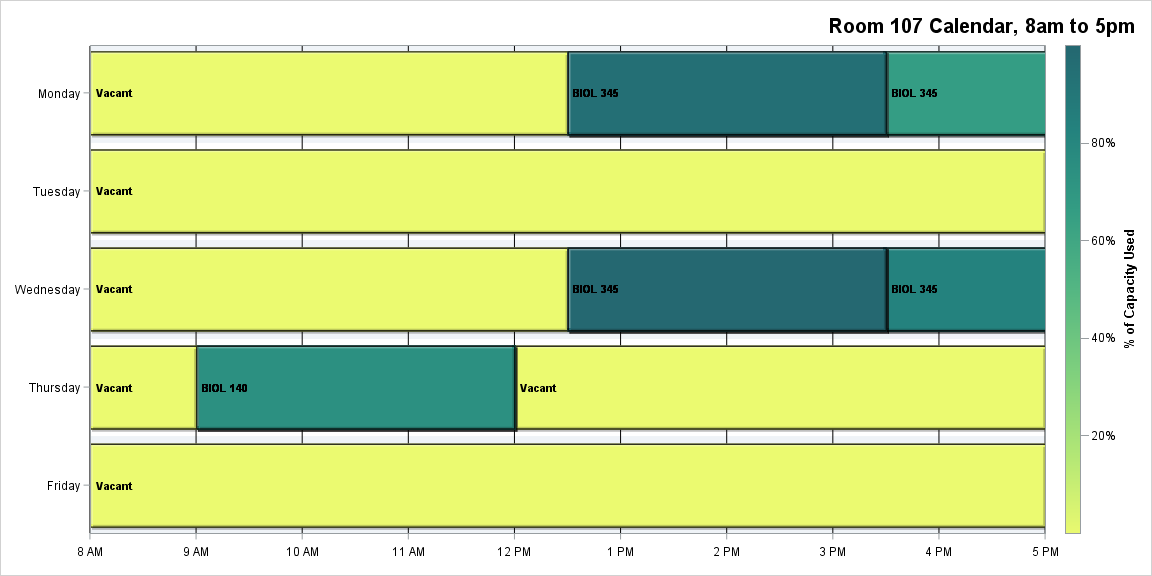 Room 107 Calendar, 8am to 5pm
Monday
Vacant
BIOL 345
BIOL 345
Tuesday
Vacant
Wednesday
Vacant
BIOL 345
BIOL 345
Thursday
Vacant
BIOL 140
Vacant
Friday
Vacant
8 AM
9 AM
10 AM
11 AM
12 PM
1 PM
2 PM
3 PM
4 PM
5 PM
80%
60%
40%
20%
% of Capacity Used